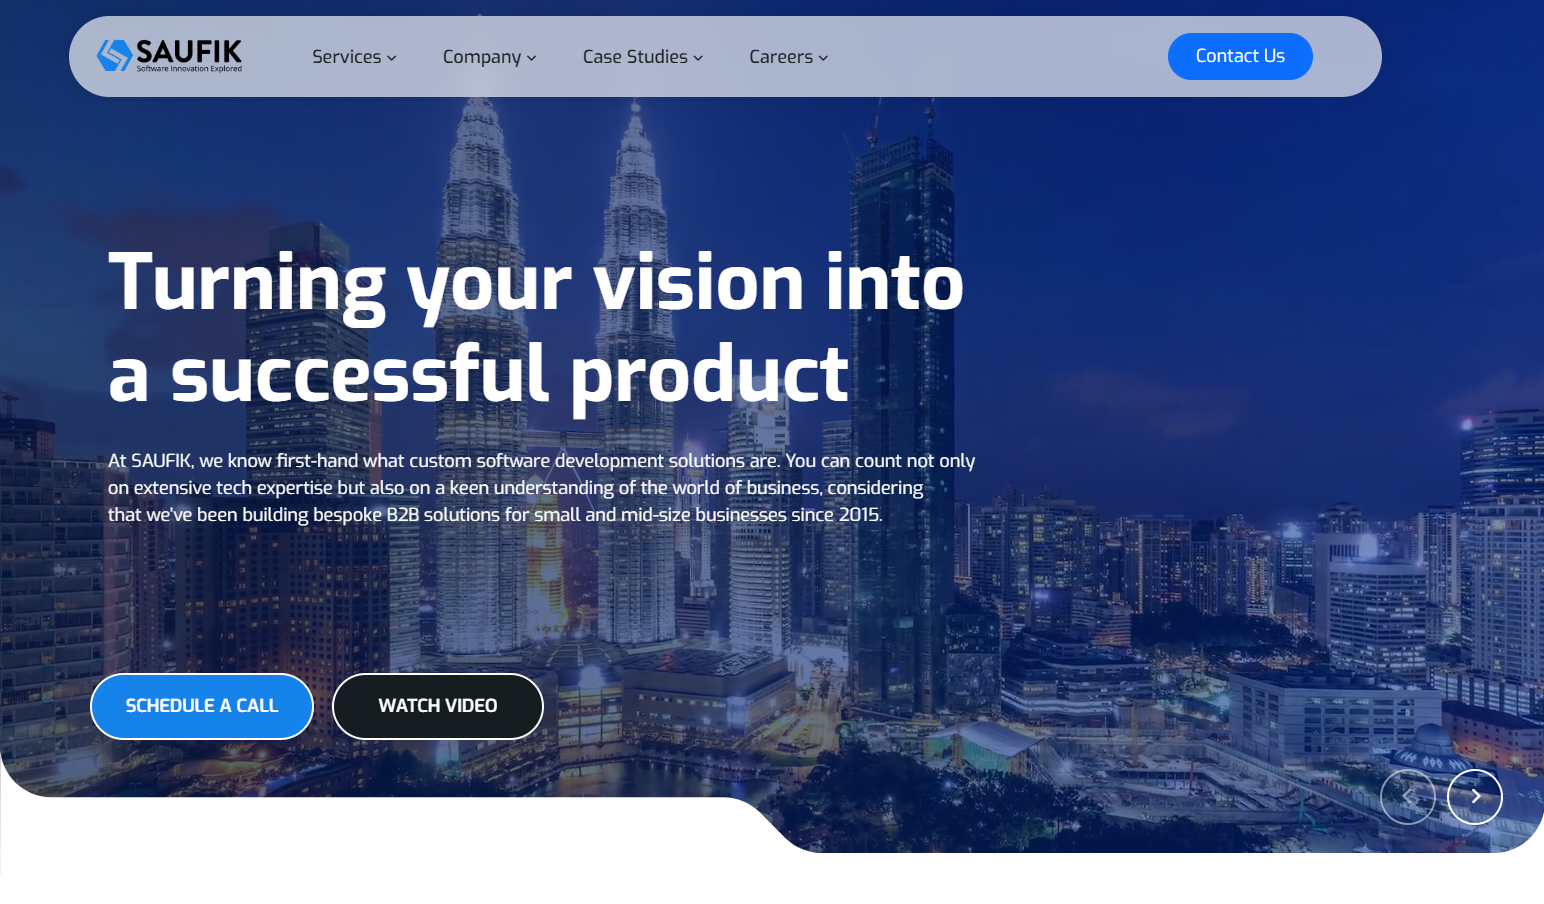 SAUFIK
Software Innovation Explored
Services
Company
Case Studies
Careers
Contact Us
Turning your vision into
a successful product
At SAUFIK, we know first-hand what custom software development solutions are. You can count not only
on extensive tech expertise but also on a keen understanding of the world of business, considering
that we've been building bespoke B2B solutions for small and mid-size businesses since 2015.
SCHEDULE A CALL
WATCH VIDEO